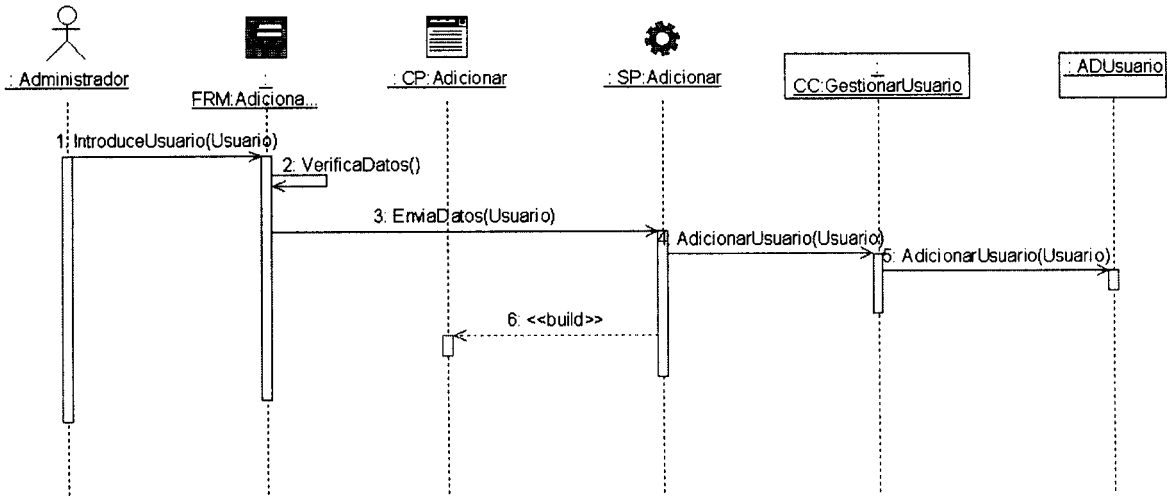 : Administrador
:
FRM:Adiciona...
: CP:Adicionar
: SP:Adicionar
:
CC:GestionarUsuario
: ADUsuario
1: IntroduceUsuario(Usuario)
2: VerificaDatos()
3: EnviaDatos(Usuario)
4: AdicionarUsuario(Usuario)
5: AdicionarUsuario(Usuario)
6: <<build>>